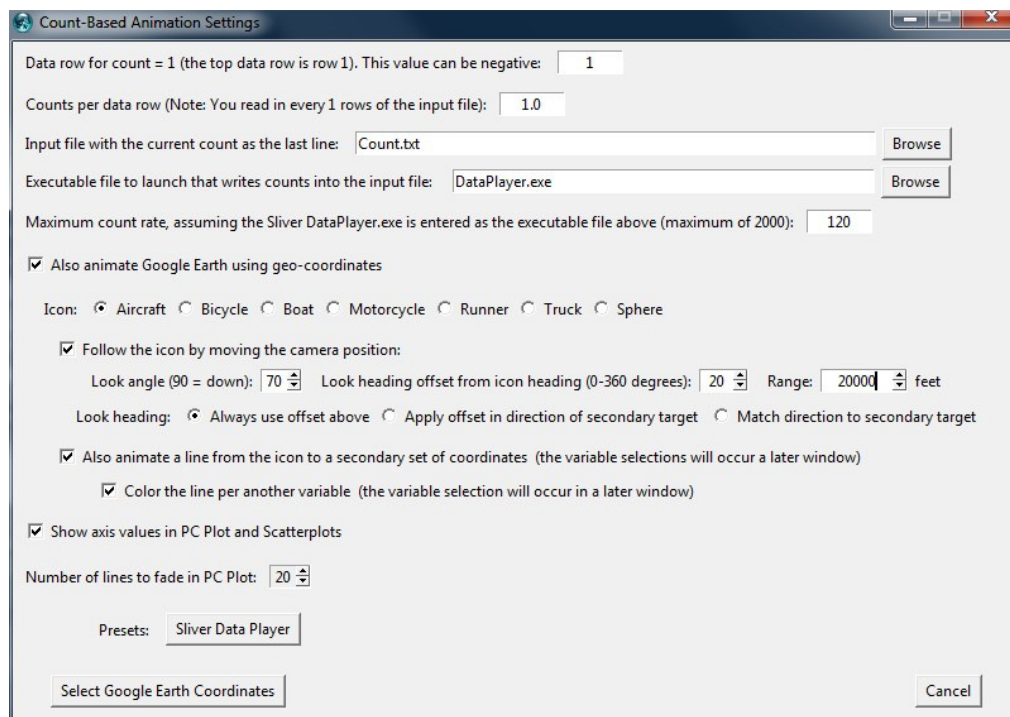 Count-Based Animation Settings
Data row for count = 1 (the top data row is row 1). This value can be negative: 1
Counts per data row (Note: You read in every 1 rows of the input file): 1.0
Input file with the current count as the last line: Count.txt Browse
Executable file to launch that writes counts into the input file: DataPlayer.exe Browse
Maximum count rate, assuming the Sliver DataPlayer.exe is entered as the executable file above (maximum of 2000): 120
Also animate Google Earth using geo-coordinates
Icon: Aircraft Bicycle Boat Motorcycle Runner Truck Sphere
Follow the icon by moving the camera position:
Look angle (90 = down): 70 Look heading offset from icon heading (0-360 degrees): 20 Range: 20000 feet
Look heading: Always use offset above Apply offset in direction of secondary target Match direction to secondary target
Also animate a line from the icon to a secondary set of coordinates (the variable selections will occur a later window)
Color the line per another variable (the variable selection will occur in a later window)
Show axis values in PC Plot and Scatterplots
Number of lines to fade in PC Plot: 20
Presets: Sliver Data Player
Select Google Earth Coordinates Cancel